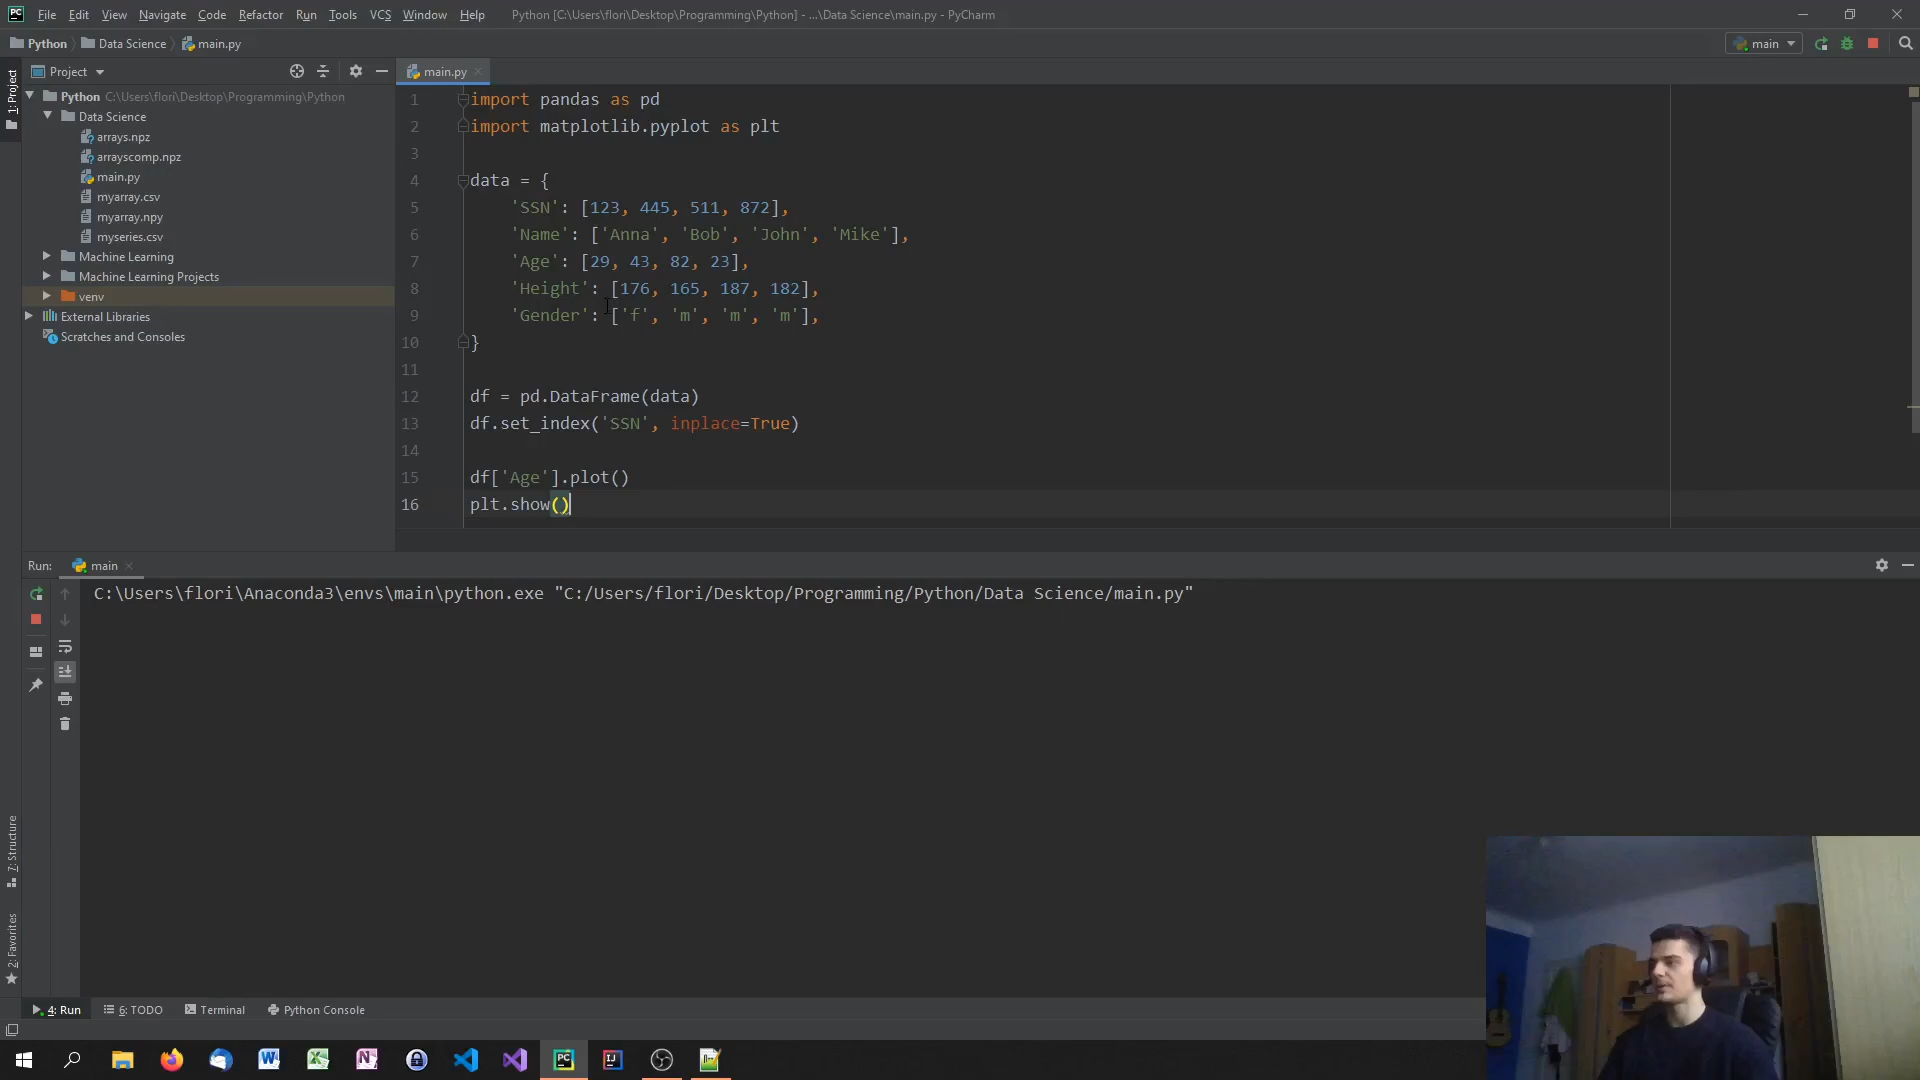 PC File Edit View Navigate Code Refactor Run Tools VCS Window Help Python [C:\Users\flori\Desktop\Programming\Python] - ...\Data Science\main.py - PyCharm
Python Data Science main.py main
1: Project
Project
main.py
Python C:\Users\flori\Desktop\Programming\Python
Data Science
arrays.npz
arrayscomp.npz
main.py
myarray.csv
myarray.npy
myseries.csv
Machine Learning
Machine Learning Projects
venv
External Libraries
Scratches and Consoles
1 import pandas as pd
2 import matplotlib.pyplot as plt
3
4 data = {
5 'SSN': [123, 445, 511, 872],
6 'Name': ['Anna', 'Bob', 'John', 'Mike'],
7 'Age': [29, 43, 82, 23],
8 'Height': [176, 165, 187, 182],
9 'Gender': ['f', 'm', 'm', 'm'],
10 }
11
12 df = pd.DataFrame(data)
13 df.set_index('SSN', inplace=True)
14
15 df['Age'].plot()
16 plt.show()
Run: main
C:\Users\flori\Anaconda3\envs\main\python.exe "C:/Users/flori/Desktop/Programming/Python/Data Science/main.py"
7: Structure
2: Favorites
4: Run 6: TODO Terminal Python Console
W X N PC IJ